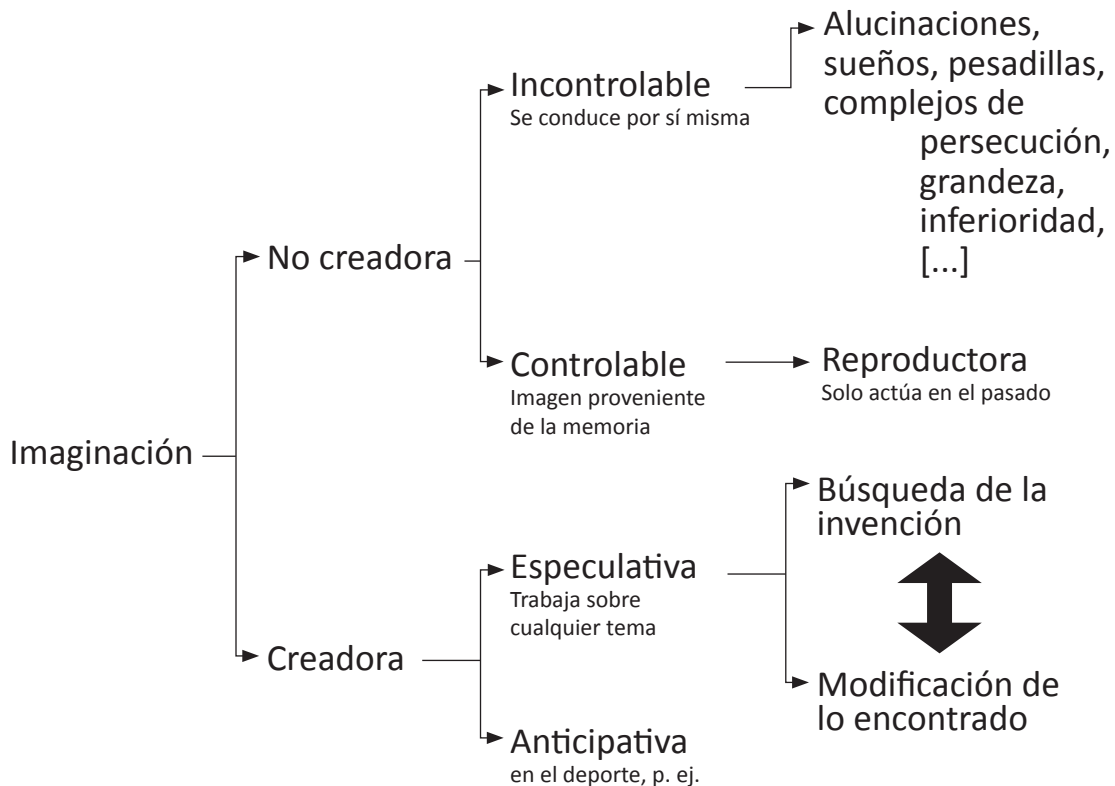 Imaginación
No creadora
Incontrolable
Se conduce por sí misma
Alucinaciones,
sueños, pesadillas,
complejos de
persecución,
grandeza,
inferioridad,
[...]
Controlable
Imagen proveniente
de la memoria
Reproductora
Solo actúa en el pasado
Creadora
Especulativa
Trabaja sobre
cualquier tema
Búsqueda de la
invención
Modificación de
lo encontrado
Anticipativa
en el deporte, p. ej.